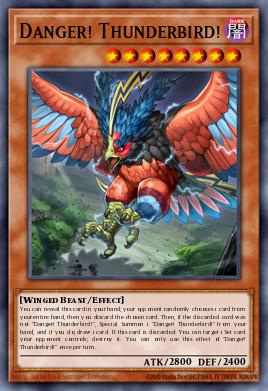 DANGER! THUNDERBIRD!
DARK
闇
[WINGED BEAST/EFFECT]
You can reveal this card in your hand; your opponent randomly chooses 1 card from
your entire hand, then you discard the chosen card. Then, if the discarded card was
not "Danger! Thunderbird!", Special Summon 1 "Danger! Thunderbird!" from your
hand, and if you do, draw 1 card. If this card is discarded: You can target 1 Set card
your opponent controls; destroy it. You can only use this effect of "Danger!
Thunderbird!" once per turn.
ATK/2800 DEF/2400
©2020 Studio Dice/SHUEISHA, TV TOKYO, KONAMI